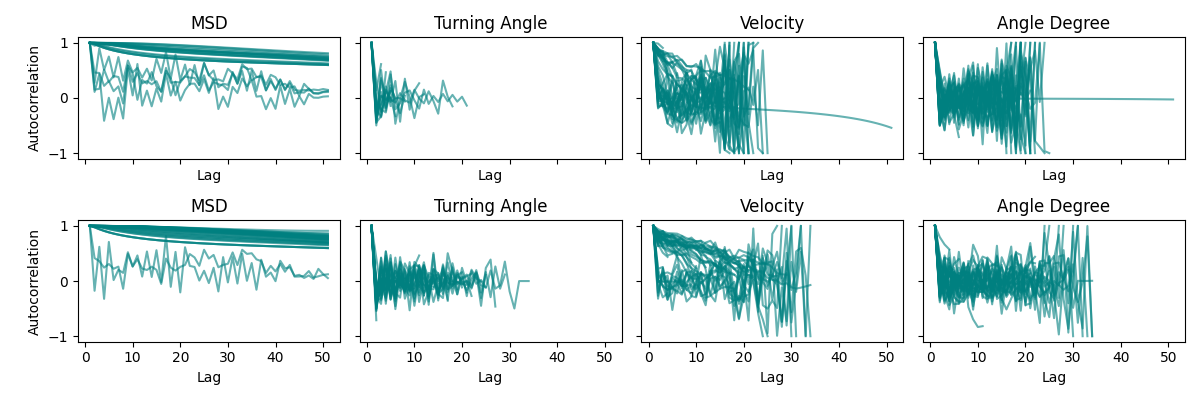 MSD Turning Angle Velocity Angle Degree
Autocorrelation
1
0
−1
Lag Lag Lag Lag
MSD Turning Angle Velocity Angle Degree
Autocorrelation
1
0
−1
0 10 20 30 40 50 0 10 20 30 40 50 0 10 20 30 40 50 0 10 20 30 40 50
Lag Lag Lag Lag